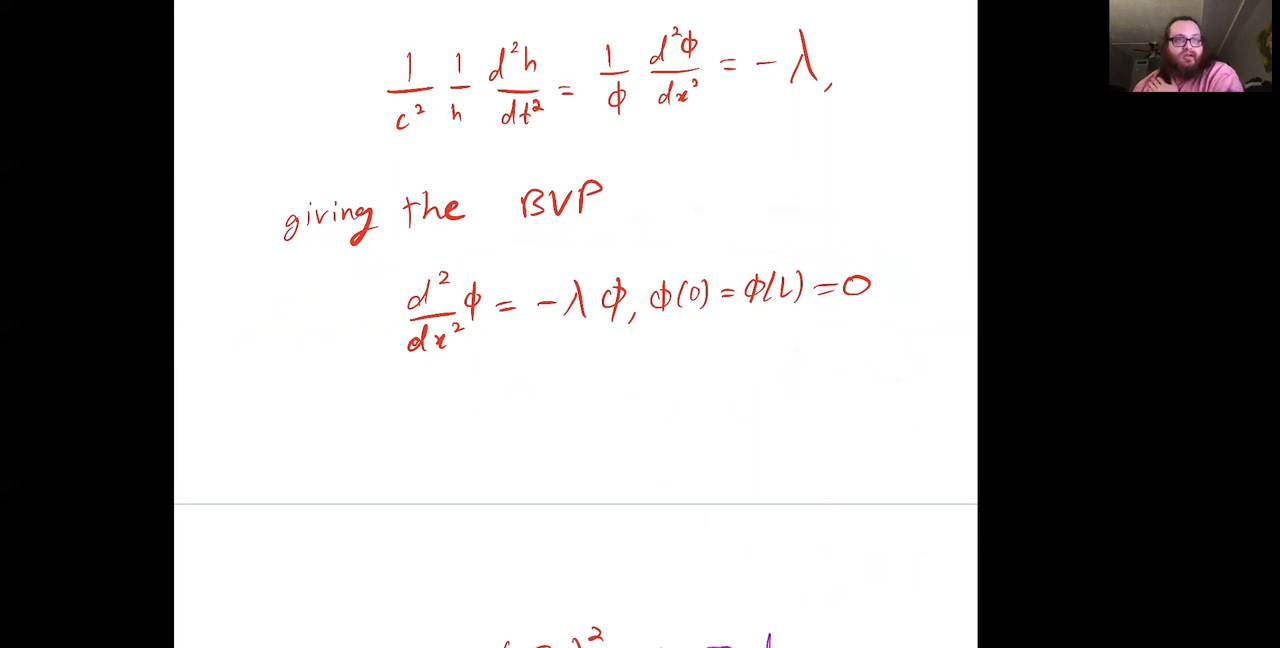 1/c² 1/h d²h/dt² = 1/ϕ d²ϕ/dx² = - λ,
giving the BVP
d²/dx² ϕ = - λ ϕ, ϕ(0) = ϕ(L) = 0